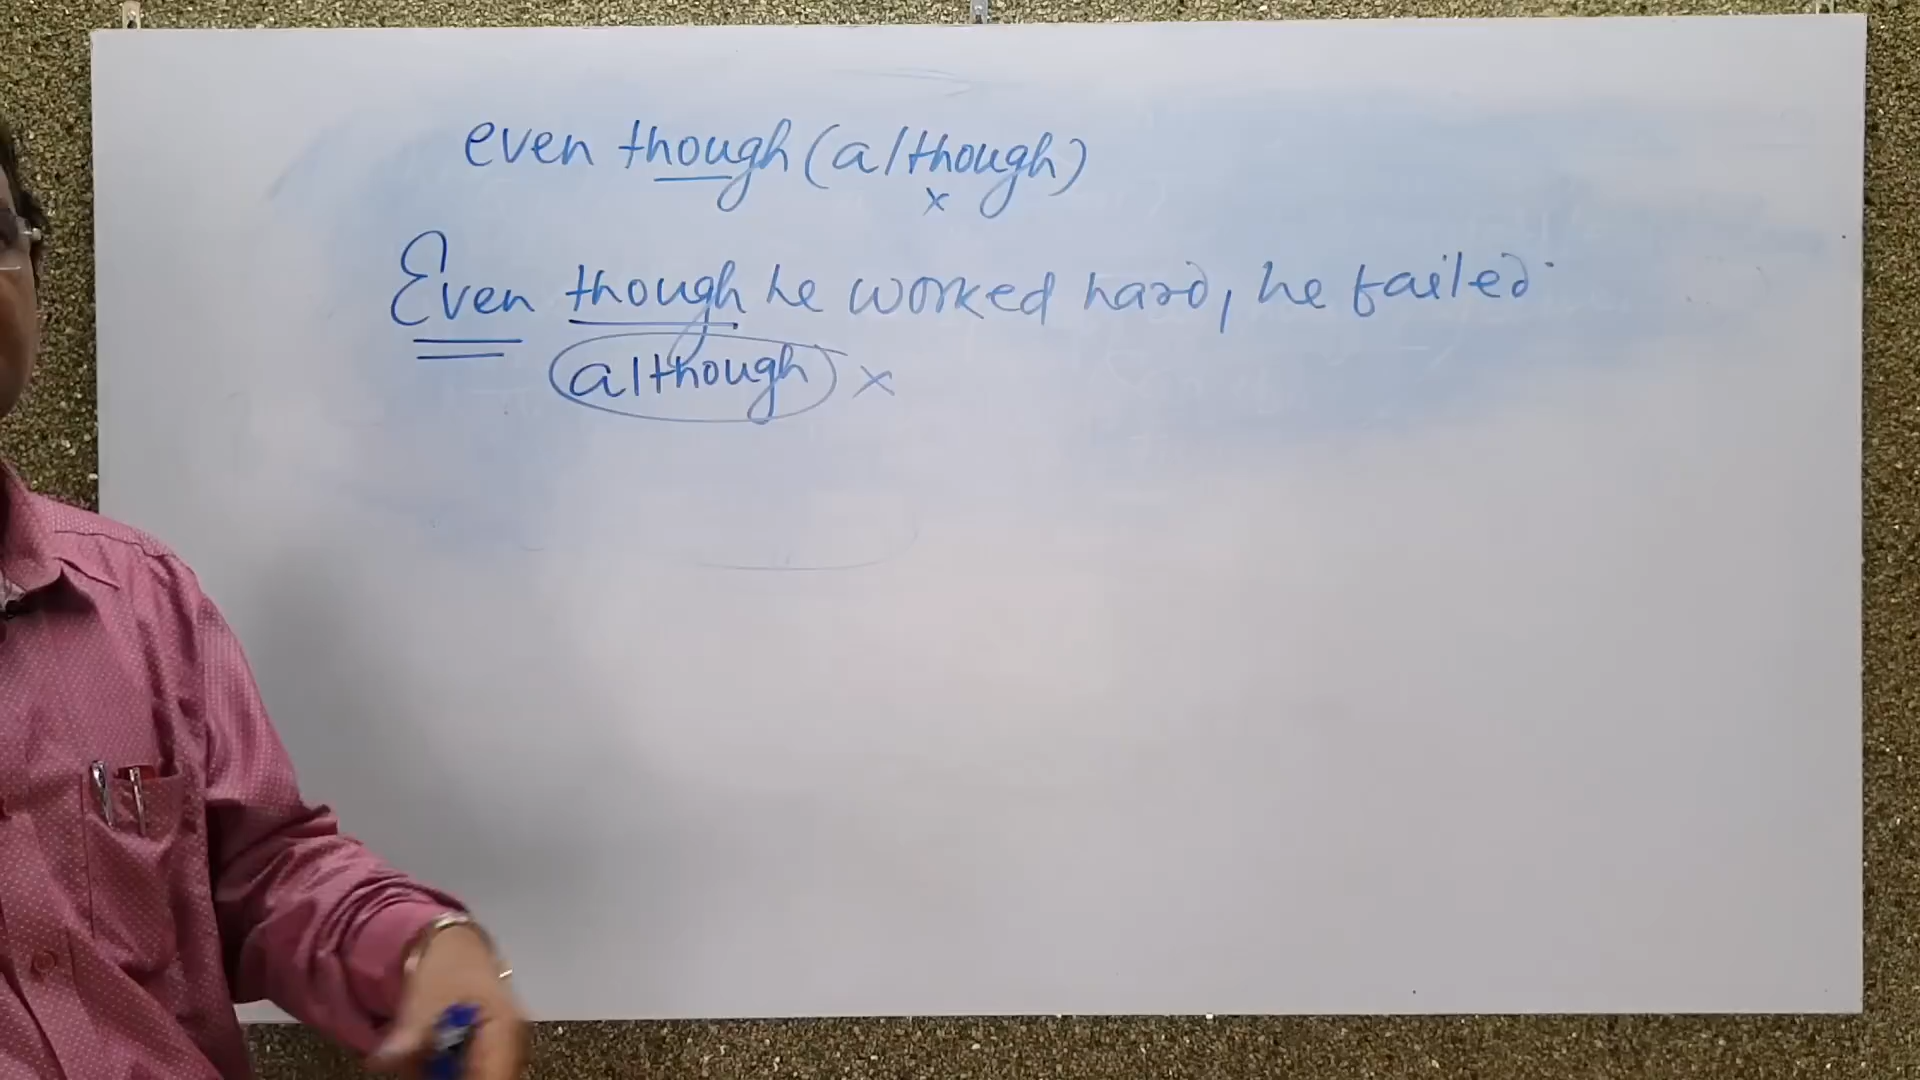 even though (although)
x
Even though he worked hard, he failed.
although x